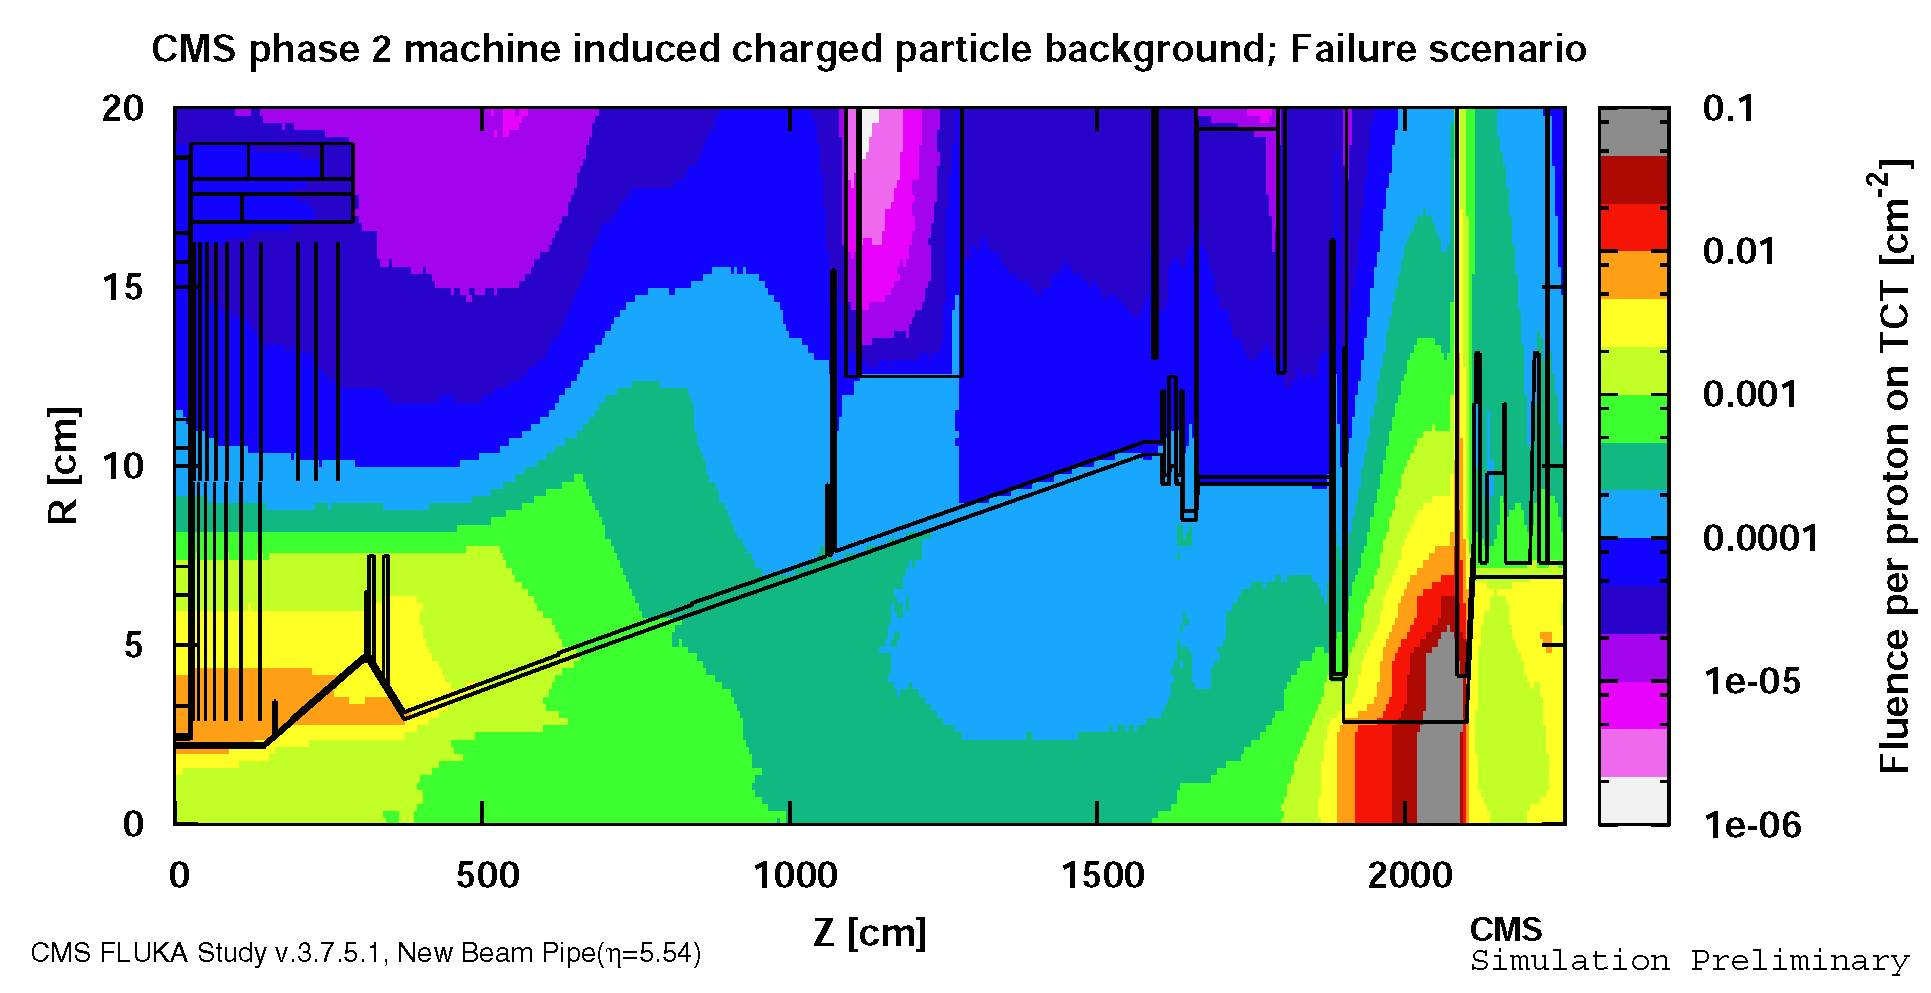 CMS phase 2 machine induced charged particle background; Failure scenario
20
15
10
5
0
R [cm]
0
500
1000
1500
2000
Z [cm]
0.1
0.01
0.001
0.0001
1e-05
1e-06
Fluence per proton on TCT [cm⁻²]
CMS FLUKA Study v.3.7.5.1, New Beam Pipe(η=5.54)
CMS
Simulation Preliminary